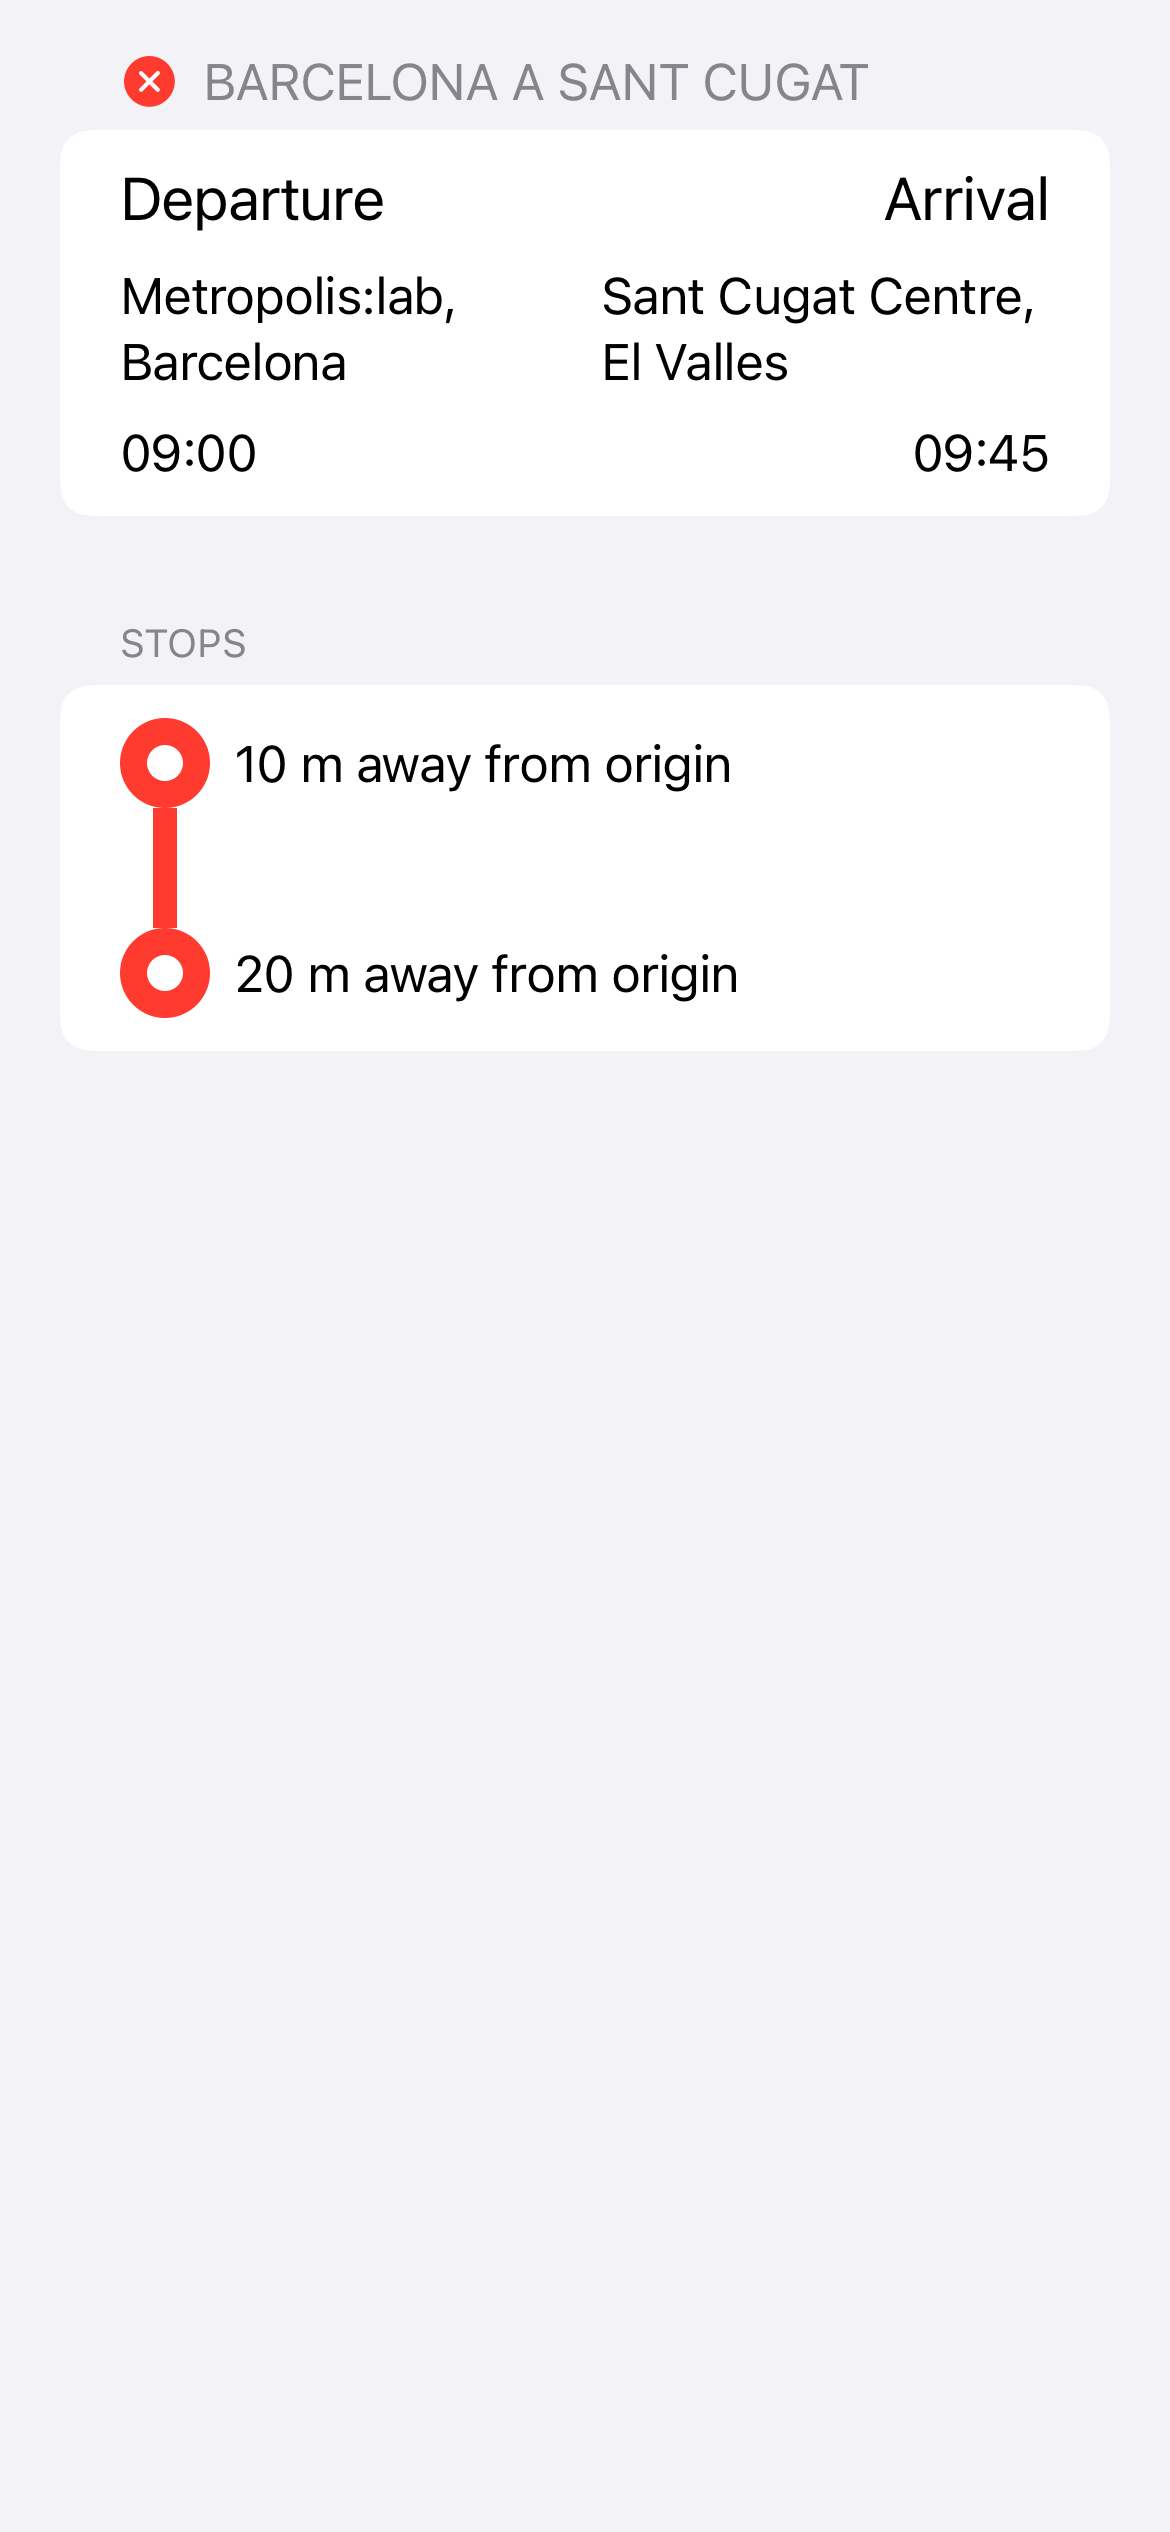 BARCELONA A SANT CUGAT
Departure Arrival
Metropolis:lab, Sant Cugat Centre,
Barcelona El Valles
09:00 09:45
STOPS
10 m away from origin
20 m away from origin